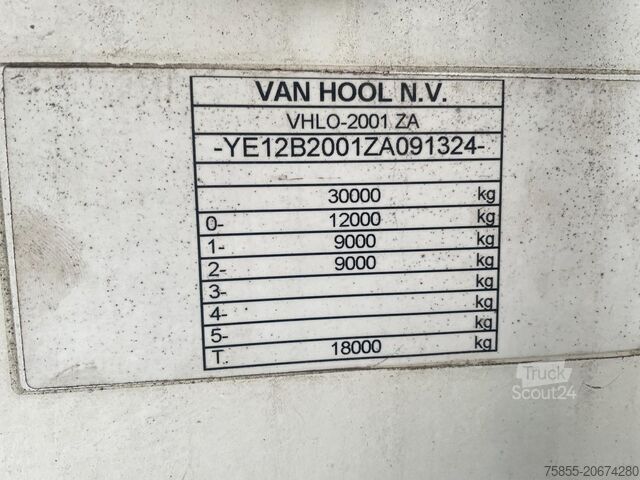 VAN HOOL N.V.
VHLO-2001 ZA
-YE12B2001ZA091324-
30000 kg
0- 12000 kg
1- 9000 kg
2- 9000 kg
3- kg
4- kg
5- kg
T. 18000 kg
Truck
Scout24
75855-20674280